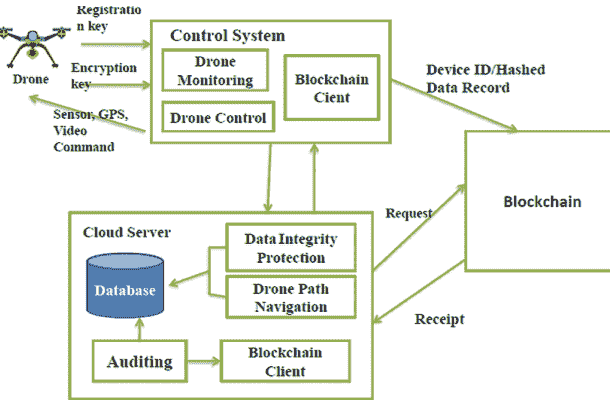 Registratio
n key
Drone
Encryption
key
Sensor, GPS,
Video
Command
Control System
Drone
Monitoring
Drone Control
Blockchain
Cient
Device ID/Hashed
Data Record
Blockchain
Request
Receipt
Cloud Server
Database
Data Integrity
Protection
Drone Path
Navigation
Auditing
Blockchain
Client